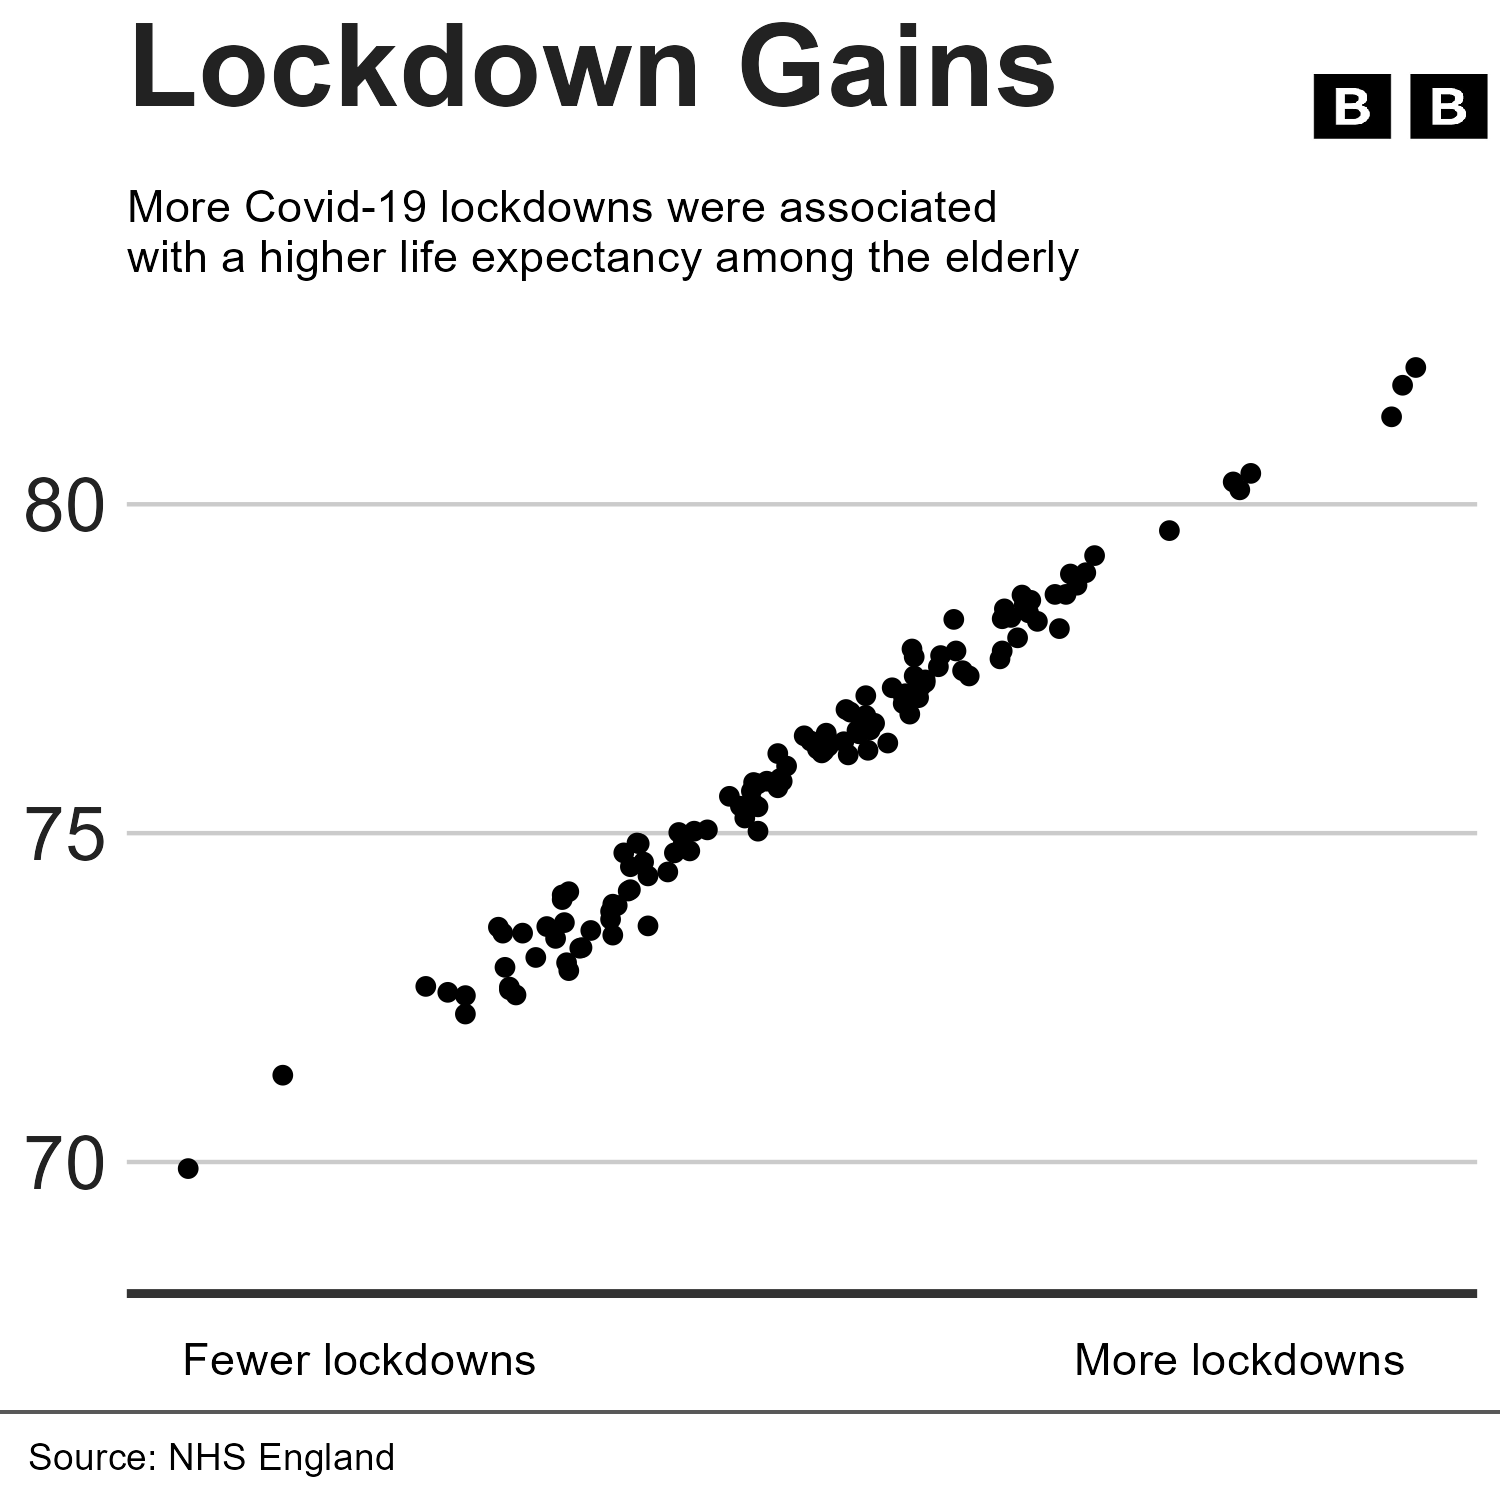 Lockdown Gains
B B
More Covid-19 lockdowns were associated
with a higher life expectancy among the elderly
80
75
70
Fewer lockdowns More lockdowns
Source: NHS England